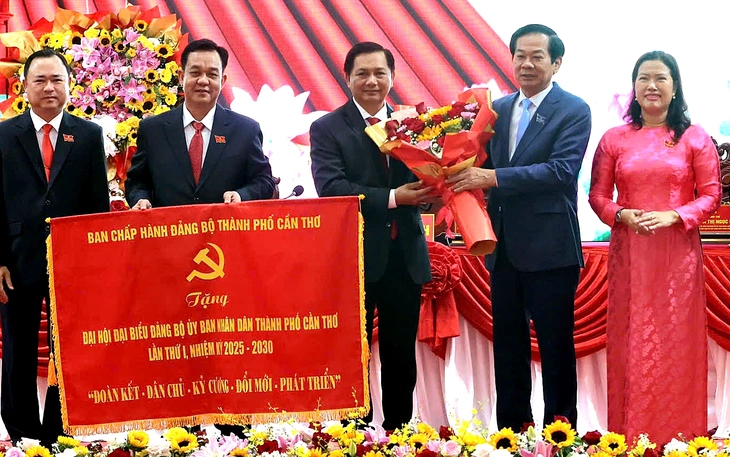 BAN CHẤP HÀNH ĐẢNG BỘ THÀNH PHỐ CẦN THƠ
Tặng
ĐẠI HỘI ĐẠI BIỂU ĐẢNG BỘ ỦY BAN NHÂN DÂN THÀNH PHỐ CẦN THƠ
LẦN THỨ I, NHIỆM KỲ 2025 - 2030
"ĐOÀN KẾT - DÂN CHỦ - KỶ CƯƠNG - ĐỔI MỚI - PHÁT TRIỂN"